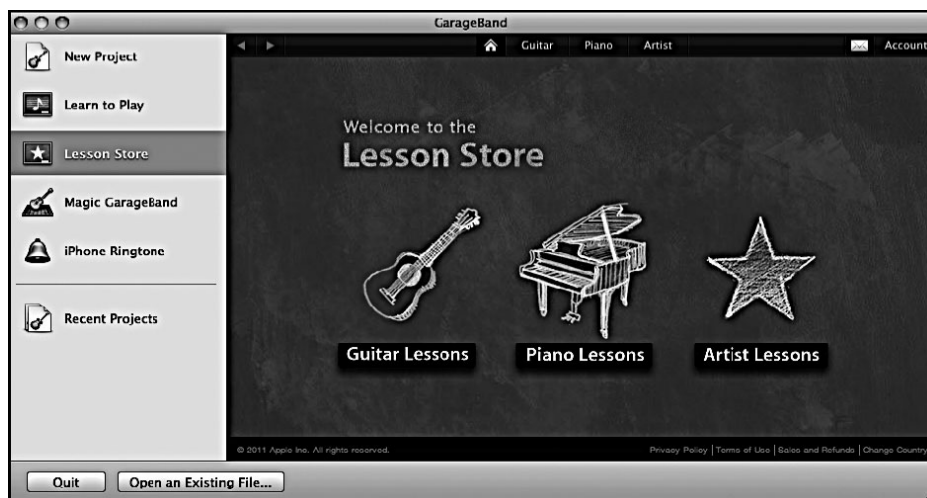 GarageBand
New Project
Learn to Play
Lesson Store
Magic GarageBand
iPhone Ringtone
Recent Projects
Guitar Piano Artist Account
Welcome to the
Lesson Store
Guitar Lessons Piano Lessons Artist Lessons
© 2011 Apple Inc. All rights reserved. Privacy Policy | Terms of Use | Sales and Refunds | Change Country
Quit Open an Existing File...